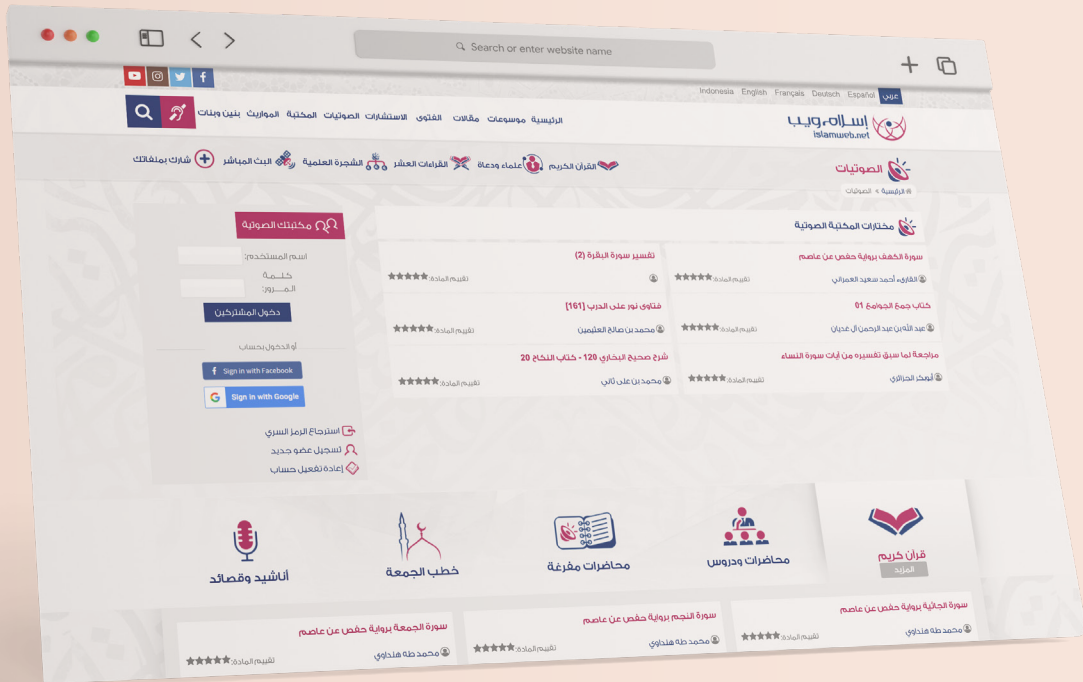 Search or enter website name
Indonesia English Français Deutsch Español عربي
إسلام ويب
islamweb.net
الرئيسية موسوعات مقالات الفتوى الاستشارات الصوتيات المكتبة المواريث بنين وبنات
الصوتيات
القرآن الكريم علماء ودعاة القراءات العشر الشجرة العلمية البث المباشر شارك بملفاتك
الرئيسية » الصوتيات
مختارات المكتبة الصوتية
سورة الكهف برواية حفص عن عاصم
القارىء أحمد سعيد العمراني
تقييم المادة:
تفسير سورة البقرة (2)
تقييم المادة:
كتاب جمع الجوامع 01
عبد الله بن عبد الرحمن آل غديان
تقييم المادة:
فتاوى نور على الدرب [161]
محمد بن صالح العثيمين
تقييم المادة:
مراجعة لما سبق تفسيره من آيات سورة النساء
أبوبكر الجزائري
تقييم المادة:
شرح صحيح البخاري 120 - كتاب النكاح 20
محمد بن على ثاني
تقييم المادة:
مكتبتك الصوتية
اسم المستخدم:
كلـــمة
المــــرور:
دخول المشتركين
أو الدخول بحساب
Sign in with Facebook
Sign in with Google
استرجاع الرمز السري
تسجيل عضو جديد
إعادة تفعيل حساب
قرآن كريم
المزيد
محاضرات ودروس
محاضرات مفرغة
خطب الجمعة
أناشيد وقصائد
سورة الجاثية برواية حفص عن عاصم
محمد طه هنداوي
تقييم المادة:
سورة النجم برواية حفص عن عاصم
محمد طه هنداوي
تقييم المادة:
سورة الجمعة برواية حفص عن عاصم
محمد طه هنداوي
تقييم المادة: